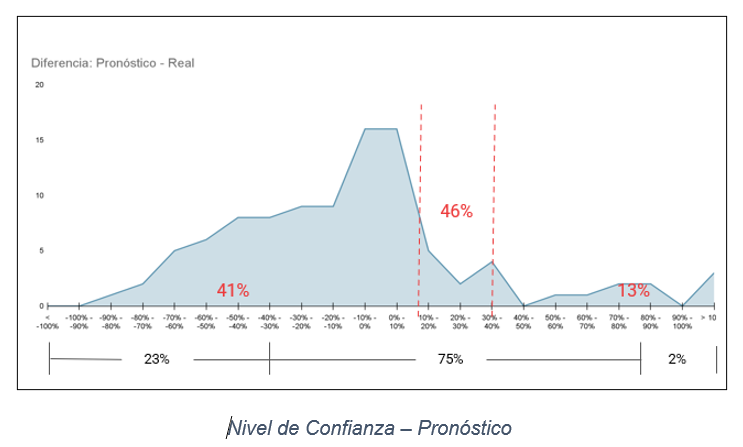 Diferencia: Pronóstico - Real
20
15
10
5
0
46%
41%
13%
< -100%
-100% - -90%
-90% - -80%
-80% - -70%
-70% - -60%
-60% - -50%
-50% - -40%
-40% - -30%
-30% - -20%
-20% - -10%
-10% - 0%
0% - 10%
10% - 20%
20% - 30%
30% - 40%
40% - 50%
50% - 60%
60% - 70%
70% - 80%
80% - 90%
90% - 100%
> 10
23%
75%
2%
Nivel de Confianza – Pronóstico